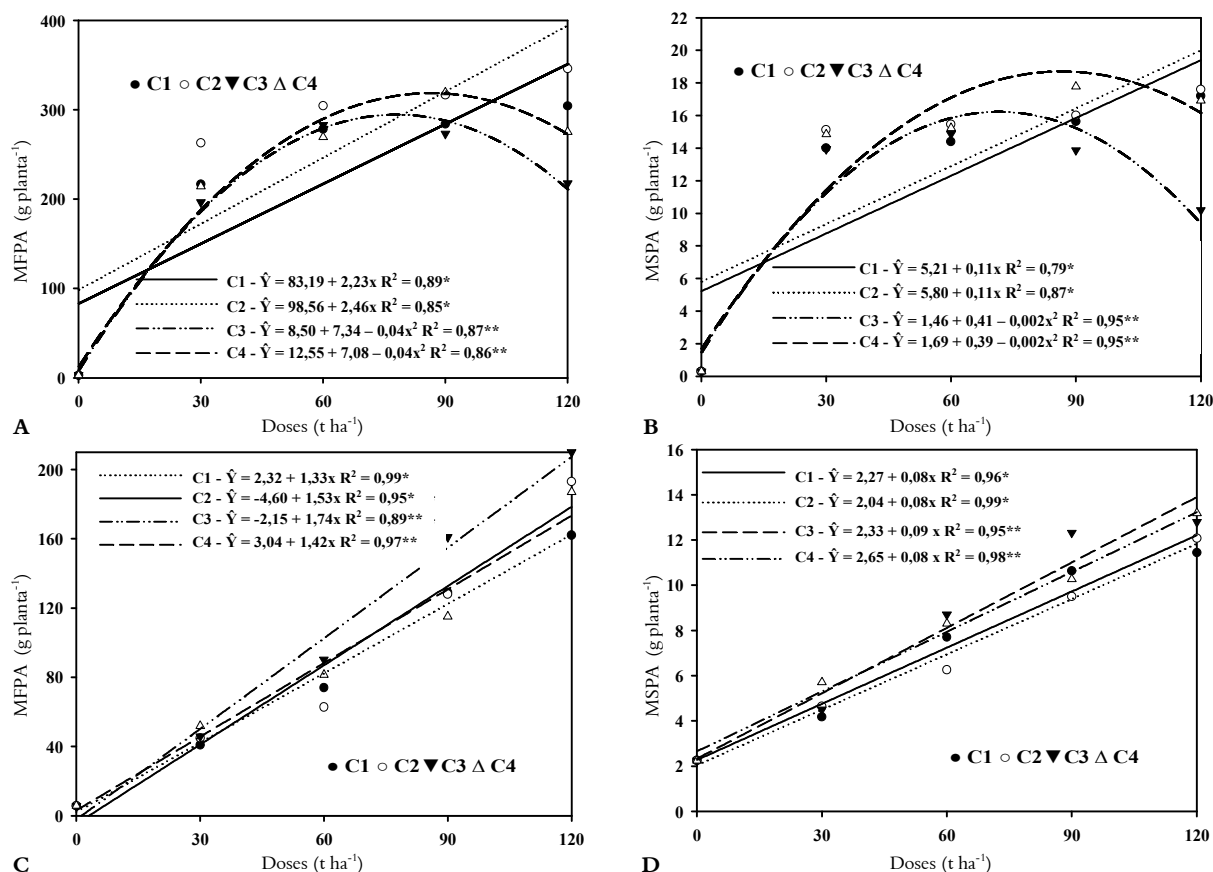 400
300
200
100
0
MFPA (g planta⁻¹)
● C1 ○ C2 ▼ C3 Δ C4
C1 - Ŷ = 83,19 + 2,23x R² = 0,89*
C2 - Ŷ = 98,56 + 2,46x R² = 0,85*
C3 - Ŷ = 8,50 + 7,34 – 0,04x² R² = 0,87**
C4 - Ŷ = 12,55 + 7,08 – 0,04x² R² = 0,86**
0 30 60 90 120
Doses (t ha⁻¹)
A
22
20
18
16
14
12
10
8
6
4
2
0
MSPA (g planta⁻¹)
● C1 ○ C2 ▼ C3 Δ C4
C1 - Ŷ = 5,21 + 0,11x R² = 0,79*
C2 - Ŷ = 5,80 + 0,11x R² = 0,87*
C3 - Ŷ = 1,46 + 0,41 – 0,002x² R² = 0,95**
C4 - Ŷ = 1,69 + 0,39 – 0,002x² R² = 0,95**
0 30 60 90 120
Doses (t ha⁻¹)
B
200
160
120
80
40
0
MFPA (g planta⁻¹)
C1 - Ŷ = 2,32 + 1,33x R² = 0,99*
C2 - Ŷ = -4,60 + 1,53x R² = 0,95*
C3 - Ŷ = -2,15 + 1,74x R² = 0,89**
C4 - Ŷ = 3,04 + 1,42x R² = 0,97**
● C1 ○ C2 ▼ C3 Δ C4
0 30 60 90 120
Doses (t ha⁻¹)
C
16
14
12
10
8
6
4
2
0
MSPA (g planta⁻¹)
C1 - Ŷ = 2,27 + 0,08x R² = 0,96*
C2 - Ŷ = 2,04 + 0,08x R² = 0,99*
C3 - Ŷ = 2,33 + 0,09 x R² = 0,95**
C4 - Ŷ = 2,65 + 0,08 x R² = 0,98**
● C1 ○ C2 ▼ C3 Δ C4
0 30 60 90 120
Doses (t ha⁻¹)
D